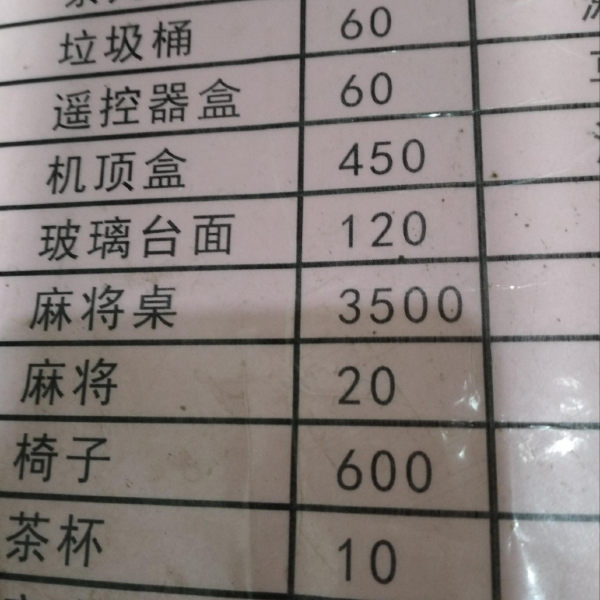 垃圾桶 60
遥控器盒 60
机顶盒 450
玻璃台面 120
麻将桌 3500
麻将 20
椅子 600
茶杯 10